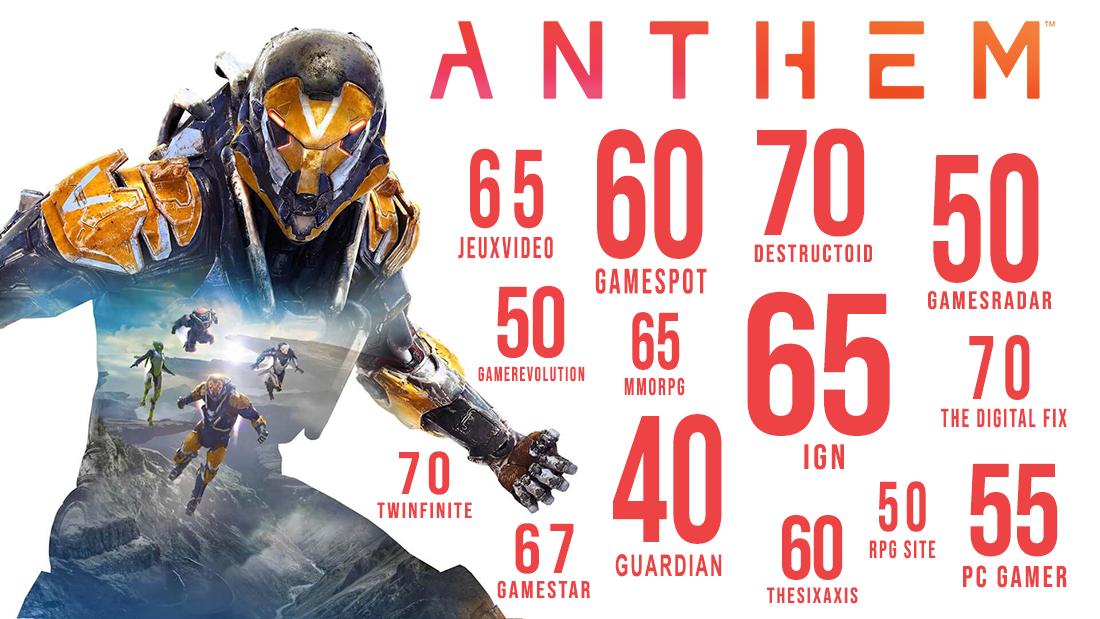 ANTHEM™
65
JEUXVIDEO
60
GAMESPOT
70
DESTRUCTOID
50
GAMESRADAR
50
GAMEREVOLUTION
65
MMORPG
65
IGN
70
THE DIGITAL FIX
70
TWINFINITE
40
GUARDIAN
67
GAMESTAR
60
THESIXAXIS
50
RPG SITE
55
PC GAMER